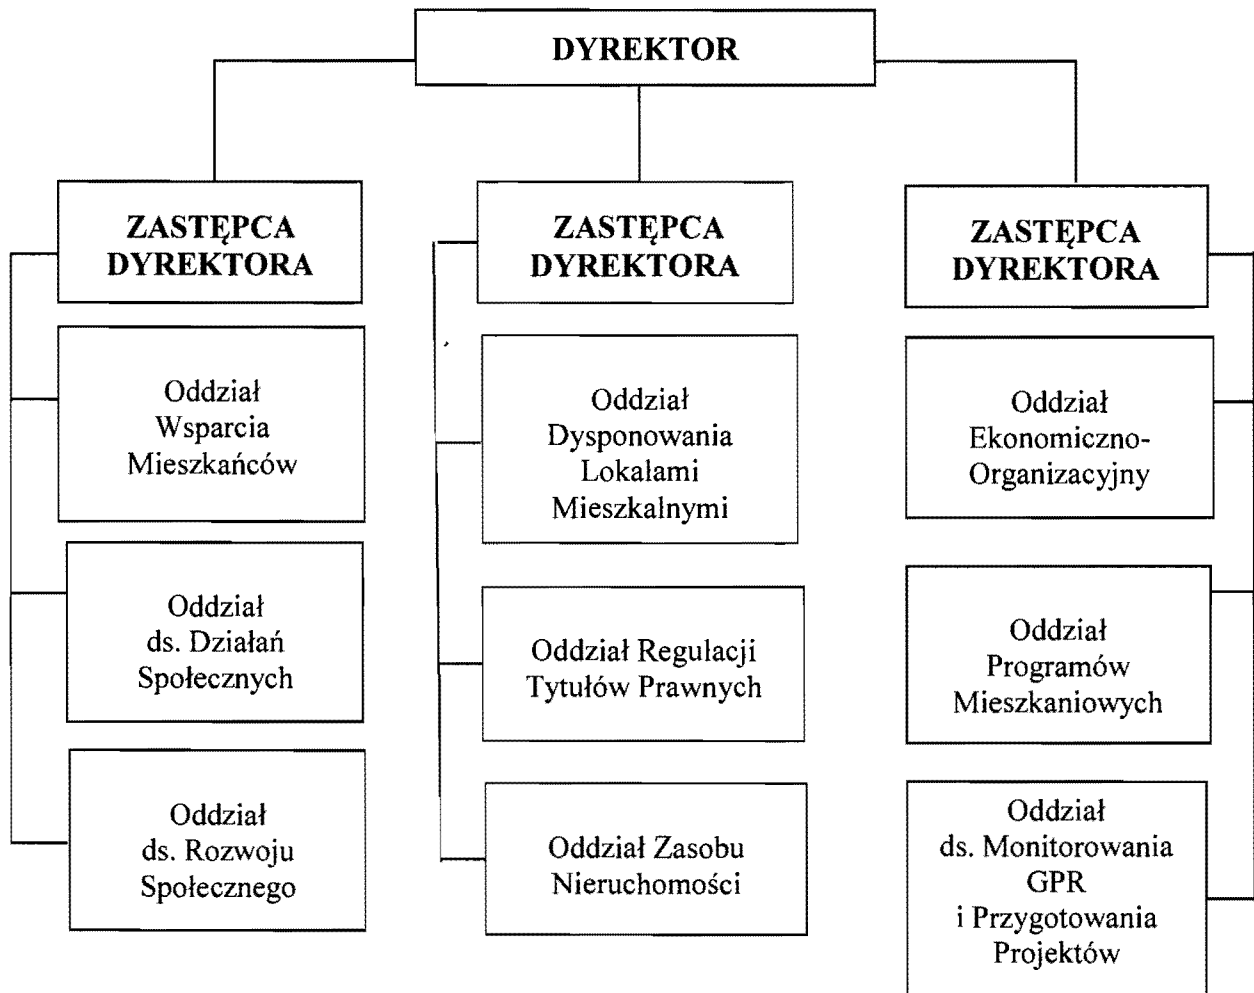 DYREKTOR
ZASTĘPCA
DYREKTORA
Oddział
Wsparcia
Mieszkańców
Oddział
ds. Działań
Społecznych
Oddział
ds. Rozwoju
Społecznego
ZASTĘPCA
DYREKTORA
Oddział
Dysponowania
Lokalami
Mieszkalnymi
Oddział Regulacji
Tytułów Prawnych
Oddział Zasobu
Nieruchomości
ZASTĘPCA
DYREKTORA
Oddział
Ekonomiczno-
Organizacyjny
Oddział
Programów
Mieszkaniowych
Oddział
ds. Monitorowania
GPR
i Przygotowania
Projektów